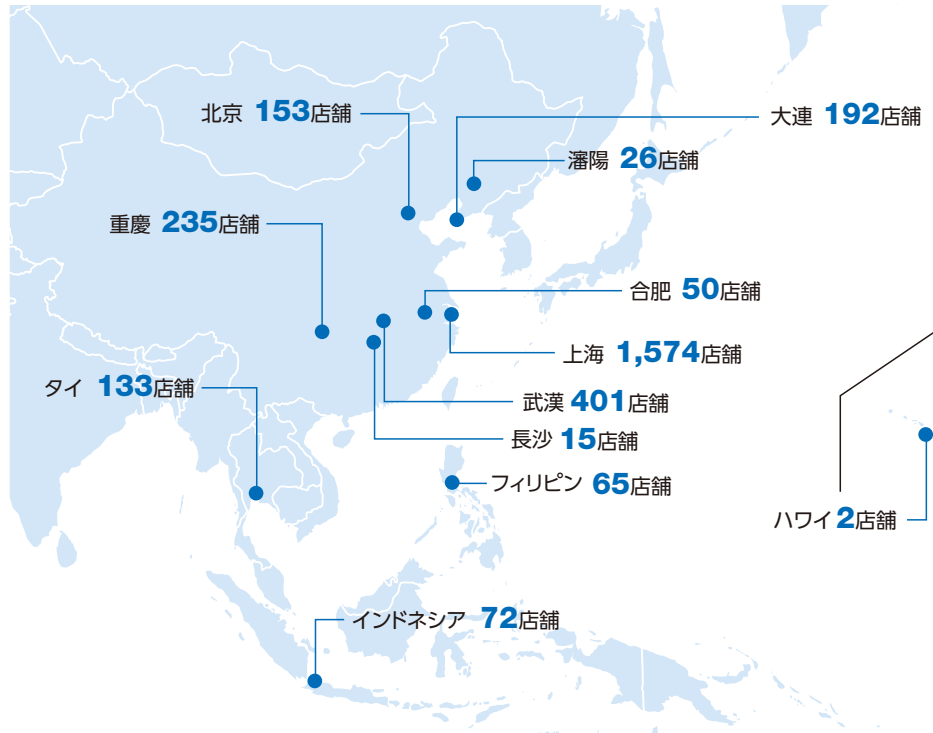 北京 153店舗
大連 192店舗
瀋陽 26店舗
重慶 235店舗
合肥 50店舗
上海 1,574店舗
タイ 133店舗
武漢 401店舗
長沙 15店舗
フィリピン 65店舗
ハワイ 2店舗
インドネシア 72店舗